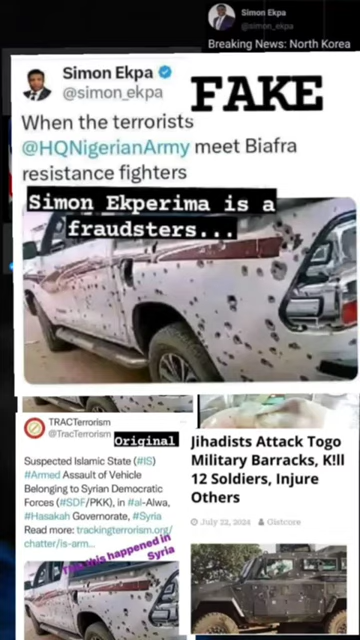 Simon Ekpa
@simon_ekpa
Breaking News: North Korea
Simon Ekpa
@simon_ekpa
FAKE
When the terrorists
@HQNigerianArmy meet Biafra
resistance fighters
Simon Ekperima is a
fraudsters...
TRACTerrorism
@TracTerrorism
Original
Suspected Islamic State (#IS)
#Armed Assault of Vehicle
Belonging to Syrian Democratic
Forces (#SDF/PKK), in #al-Alwa,
#Hasakah Governorate, #Syria
Read more: trackingterrorism.org/
chatter/is-arm...
this happened in
Syria
Jihadists Attack Togo
Military Barracks, K!ll
12 Soldiers, Injure
Others
July 22, 2024
Gistcore